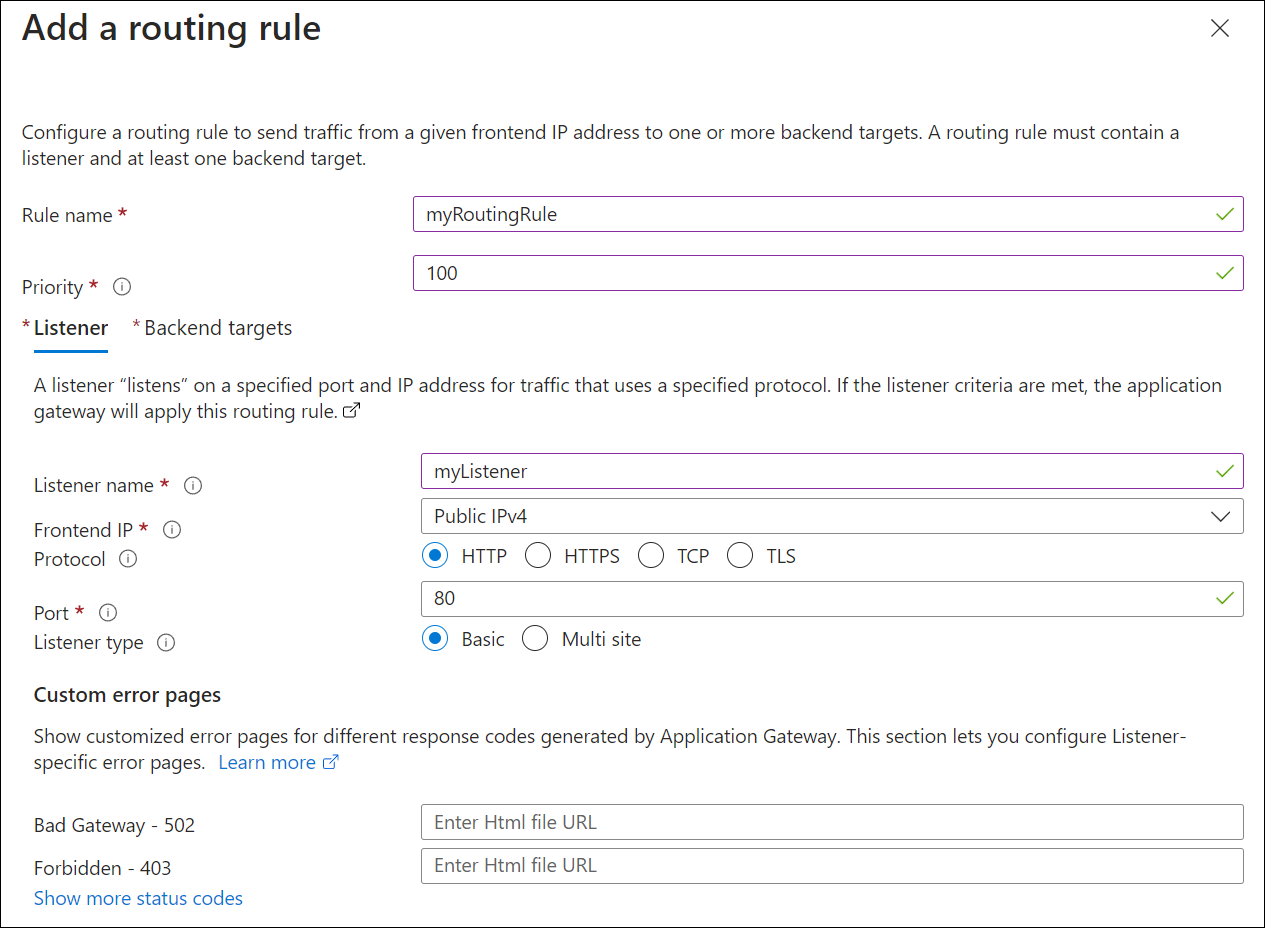 Add a routing rule
Configure a routing rule to send traffic from a given frontend IP address to one or more backend targets. A routing rule must contain a
listener and at least one backend target.
Rule name *
myRoutingRule
Priority *
100
* Listener * Backend targets
A listener “listens” on a specified port and IP address for traffic that uses a specified protocol. If the listener criteria are met, the application
gateway will apply this routing rule.
Listener name *
myListener
Frontend IP *
Public IPv4
Protocol
HTTP HTTPS TCP TLS
Port *
80
Listener type
Basic Multi site
Custom error pages
Show customized error pages for different response codes generated by Application Gateway. This section lets you configure Listener-
specific error pages. Learn more
Bad Gateway - 502
Enter Html file URL
Forbidden - 403
Enter Html file URL
Show more status codes